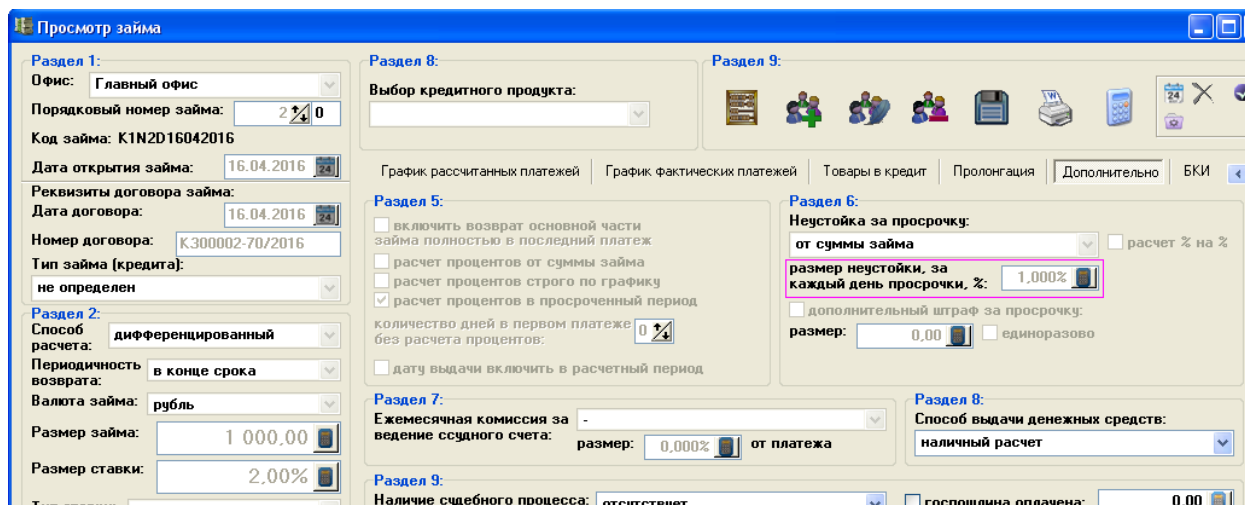 Просмотр займа
Раздел 1:
Офис: Главный офис
Порядковый номер займа: 2 0
Код займа: K1N2D16042016
Дата открытия займа: 16.04.2016 24
Реквизиты договора займа:
Дата договора: 16.04.2016 24
Номер договора: КЗ00002-70/2016
Тип займа (кредита):
не определен
Раздел 2:
Способ расчета: дифференцированный
Периодичность возврата: в конце срока
Валюта займа: рубль
Размер займа: 1 000,00
Размер ставки: 2,00%
Раздел 8:
Выбор кредитного продукта:
Раздел 9:
W
24
График рассчитанных платежей График фактических платежей Товары в кредит Пролонгация Дополнительно БКИ
Раздел 5:
включить возврат основной части
займа полностью в последний платеж
расчет процентов от суммы займа
расчет процентов строго по графику
расчет процентов в просроченный период
количество дней в первом платеже 0
без расчета процентов:
дату выдачи включить в расчетный период
Раздел 6:
Неустойка за просрочку:
от суммы займа расчет % на %
размер неустойки, за
каждый день просрочки, %: 1,000%
дополнительный штраф за просрочку:
размер: 0,00 единоразово
Раздел 7:
Ежемесячная комиссия за -
ведение ссудного счета:
размер: 0,000% от платежа
Раздел 8:
Способ выдачи денежных средств:
наличный расчет
Раздел 9:
Наличие судебного процесса: отсутствует госпошлина оплачена: 0,00